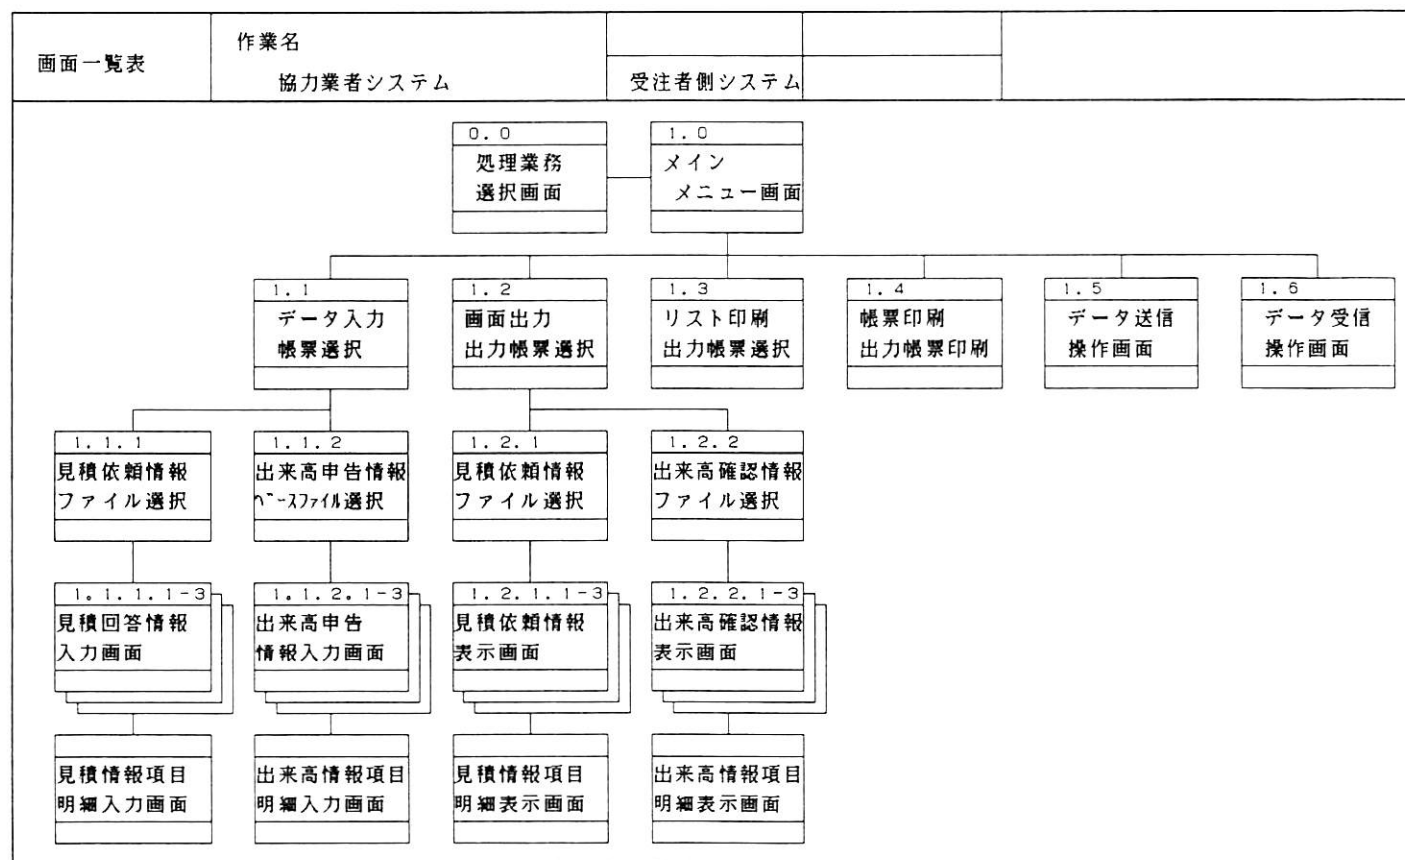 画面一覧表
作業名
協力業者システム
受注者側システム
0.0
処理業務
選択画面
1.0
メイン
メニュー画面
1.1
データ入力
帳票選択
1.2
画面出力
出力帳票選択
1.3
リスト印刷
出力帳票選択
1.4
帳票印刷
出力帳票印刷
1.5
データ送信
操作画面
1.6
データ受信
操作画面
1.1.1
見積依頼情報
ファイル選択
1.1.2
出来高申告情報
ベースファイル選択
1.2.1
見積依頼情報
ファイル選択
1.2.2
出来高確認情報
ファイル選択
1。1.1.1-3
見積回答情報
入力画面
1.1.2.1-3
出来高申告
情報入力画面
1.2.1.1-3
見積依頼情報
表示画面
1.2.2.1-3
出来高確認情報
表示画面
見積情報項目
明細入力画面
出来高情報項目
明細入力画面
見積情報項目
明細表示画面
出来高情報項目
明細表示画面